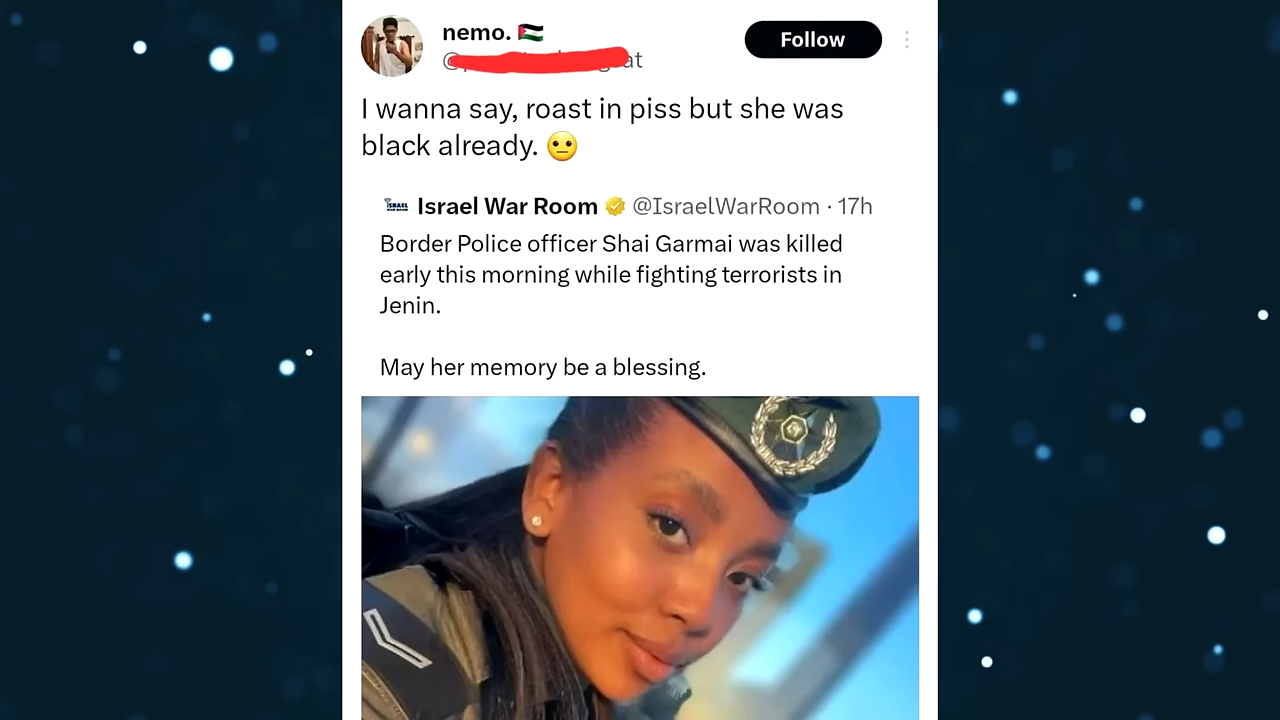 nemo. 🇵🇸
Follow
I wanna say, roast in piss but she was
black already. 😐
Israel War Room @IsraelWarRoom · 17h
Border Police officer Shai Garmai was killed
early this morning while fighting terrorists in
Jenin.
May her memory be a blessing.